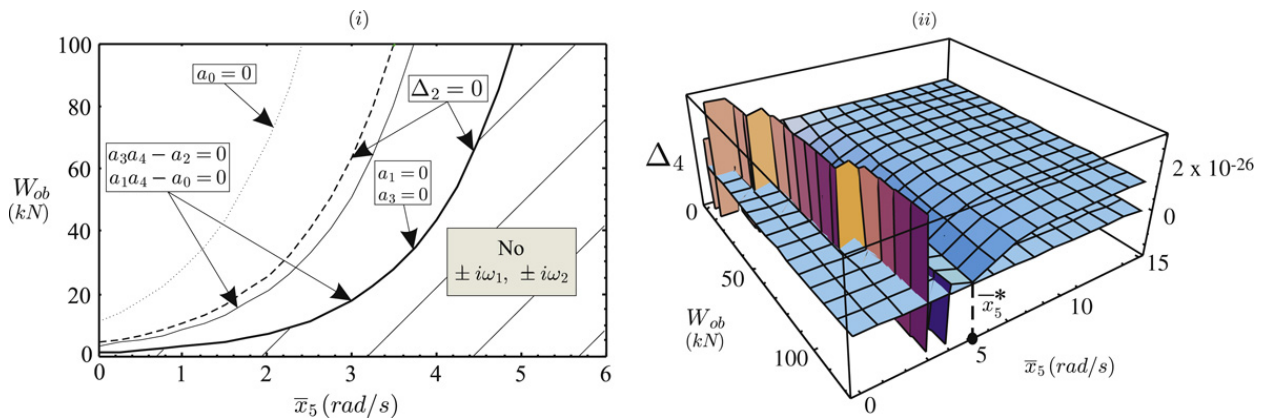 (i)
100
80
60
40
20
0
W_ob
(kN)
a_0 = 0
Δ_2 = 0
a_3a_4 − a_2 = 0
a_1a_4 − a_0 = 0
a_1 = 0
a_3 = 0
No
± iω_1, ± iω_2
0 1 2 3 4 5 6
x̅_5 (rad/s)
(ii)
Δ_4
2 x 10^-26
0
0
50
100
W_ob
(kN)
x̅_5^*
0
5
10
15
x̅_5 (rad/s)